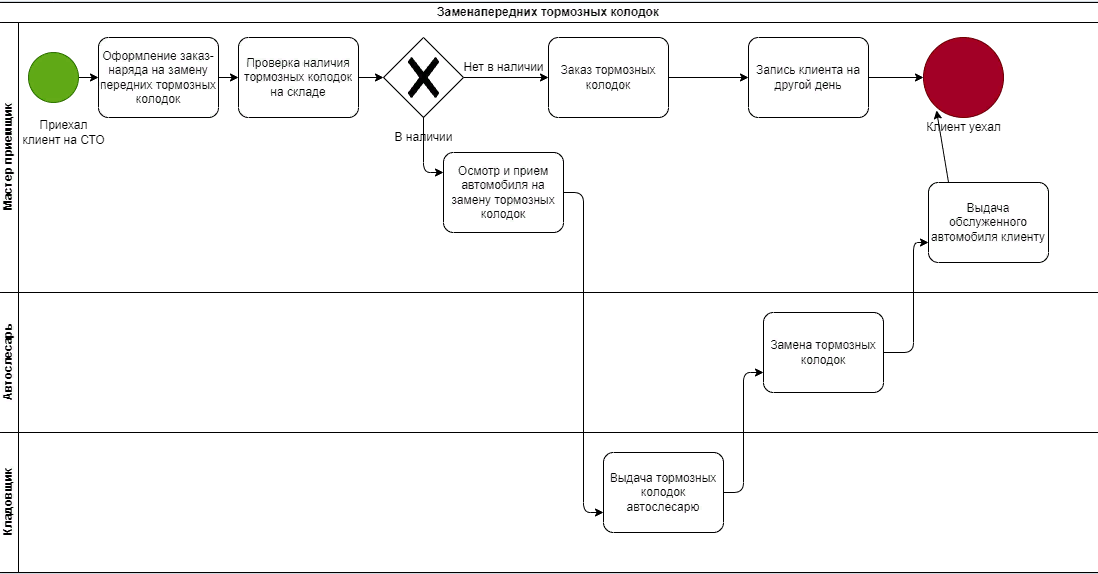 Заменапередних тормозных колодок
Мастер приемщик
Приехал
клиент на СТО
Оформление заказ-
наряда на замену
передних тормозных
колодок
Проверка наличия
тормозных колодок
на складе
Нет в наличии
В наличии
Заказ тормозных
колодок
Запись клиента на
другой день
Клиент уехал
Осмотр и прием
автомобиля на
замену тормозных
колодок
Выдача
обслуженного
автомобиля клиенту
Автослесарь
Замена тормозных
колодок
Кладовщик
Выдача тормозных
колодок
автослесарю